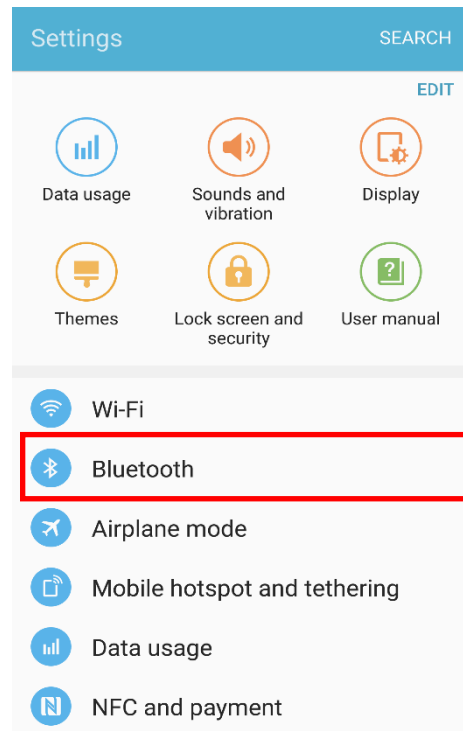 Settings SEARCH
EDIT
Data usage
Sounds and
vibration
Display
Themes
Lock screen and
security
User manual
Wi-Fi
Bluetooth
Airplane mode
Mobile hotspot and tethering
Data usage
NFC and payment